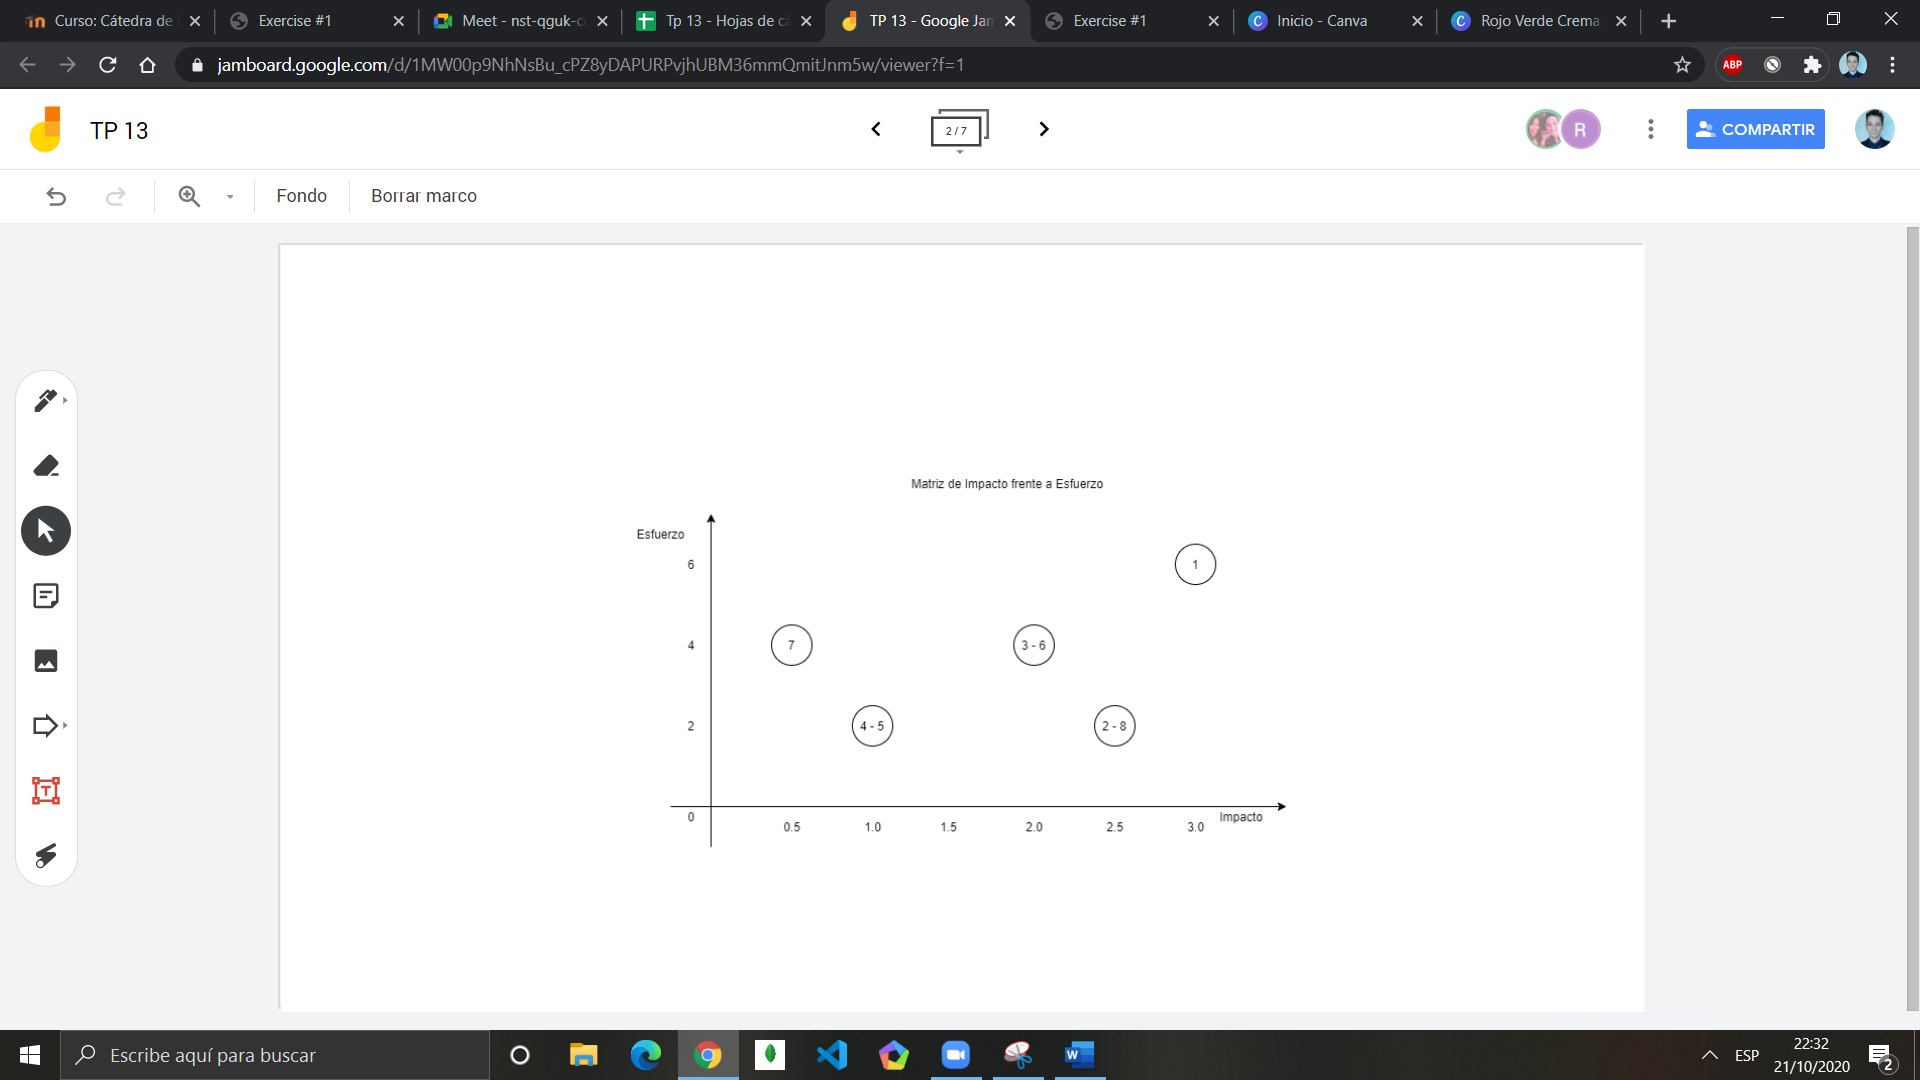 Curso: Cátedra de
Exercise #1
Meet - nst-qguk-c
Tp 13 - Hojas de cá
TP 13 - Google Jam
Exercise #1
Inicio - Canva
Rojo Verde Crema
jamboard.google.com/d/1MW00p9NhNsBu_cPZ8yDAPURPvjhUBM36mmQmitJnm5w/viewer?f=1
ABP
TP 13
2 / 7
R
COMPARTIR
Fondo
Borrar marco
Matriz de Impacto frente a Esfuerzo
Esfuerzo
6
1
4
7
3 - 6
2
4 - 5
2 - 8
0
Impacto
0.5 1.0 1.5 2.0 2.5 3.0
Escribe aquí para buscar
ESP
22:32
21/10/2020
2